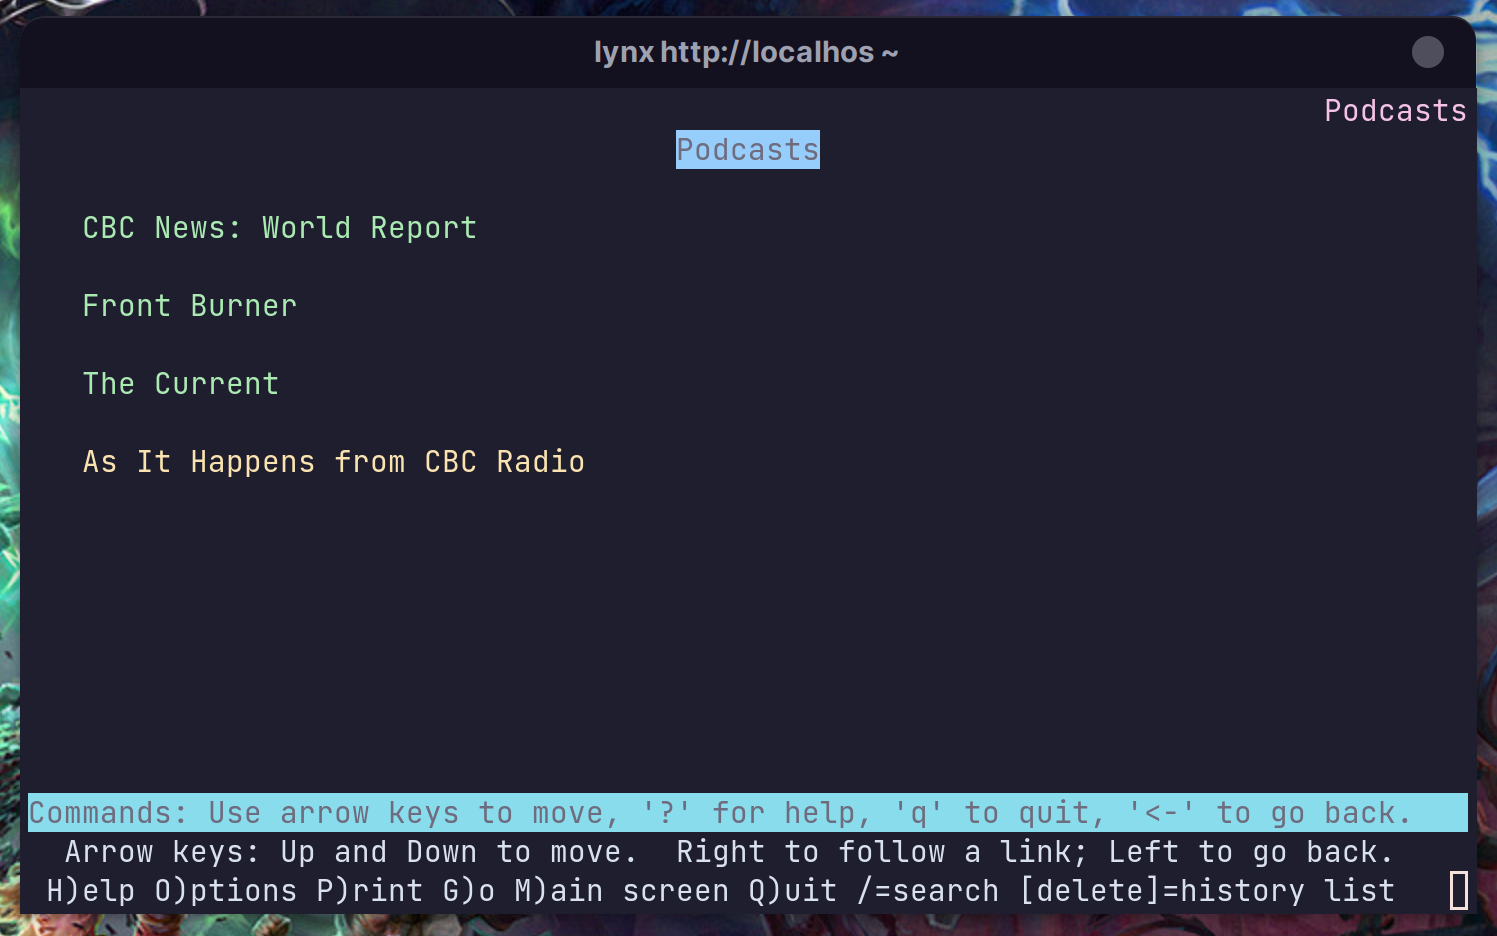 lynx http://localhos ~
Podcasts
Podcasts
CBC News: World Report
Front Burner
The Current
As It Happens from CBC Radio
Commands: Use arrow keys to move, '?' for help, 'q' to quit, '<-' to go back.
Arrow keys: Up and Down to move.  Right to follow a link; Left to go back.
H)elp O)ptions P)rint G)o M)ain screen Q)uit /=search [delete]=history list